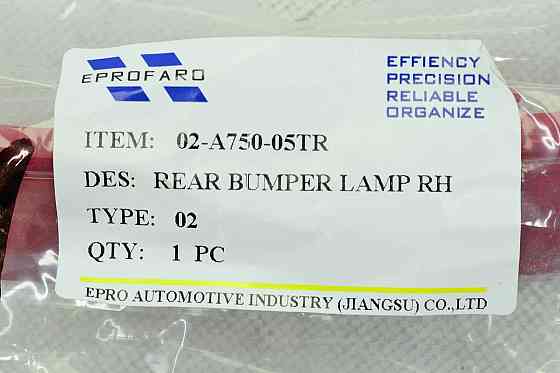 EPROFARO
EFFIENCY
PRECISION
RELIABLE
ORGANIZE
ITEM: 02-A750-05TR
DES: REAR BUMPER LAMP RH
TYPE: 02
QTY: 1 PC
EPRO AUTOMOTIVE INDUSTRY (JIANGSU) CO.,LTD